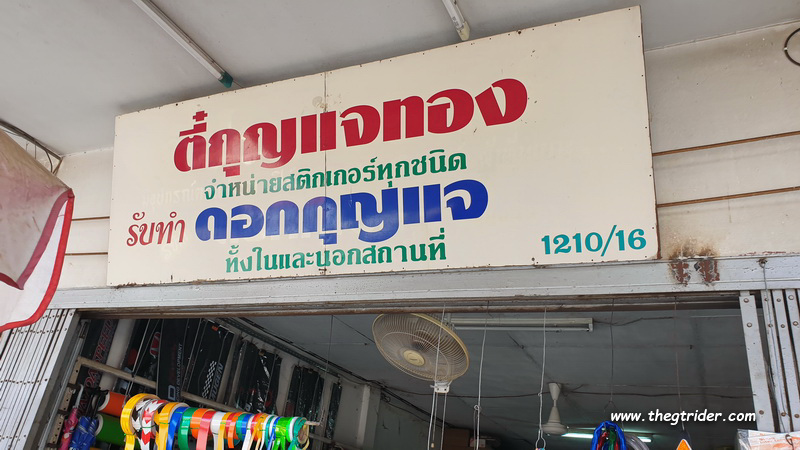 ตี๋กุญแจทอง
จำหน่ายสติกเกอร์ทุกชนิด
รับทำ ดอกกุญแจ
ทั้งในและนอกสถานที่
1210/16
www.thegtrider.com